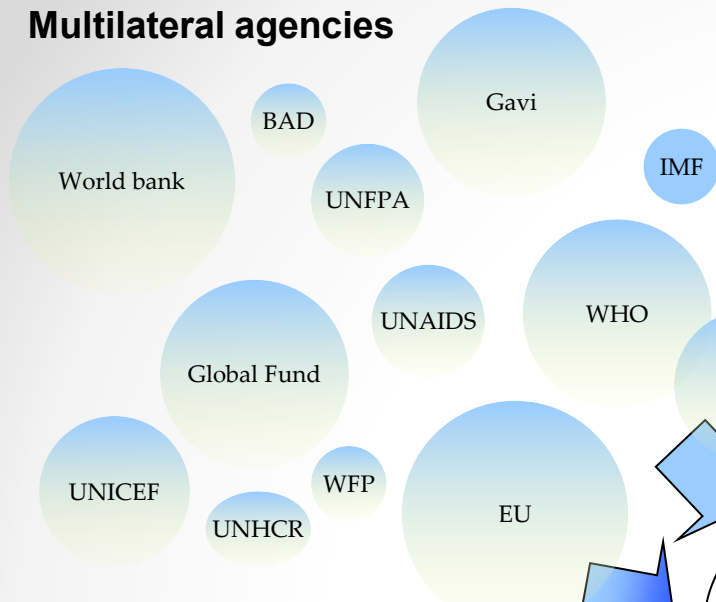 Multilateral agencies
Gavi
BAD
IMF
World bank
UNFPA
WHO
UNAIDS
Global Fund
WFP
UNICEF
EU
UNHCR